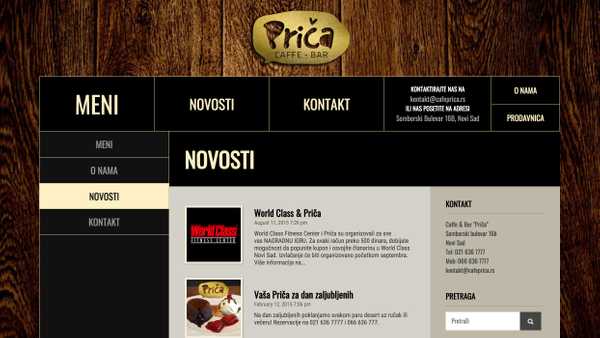 Priča
CAFFE • BAR
MENI
NOVOSTI
KONTAKT
KONTAKTIRAJTE NAS NA
kontakt@cafeprica.rs
ILI NAS POSETITE NA ADRESI
Somborski Bulevar 16B, Novi Sad
O NAMA
PRODAVNICA
MENI
O NAMA
NOVOSTI
KONTAKT
NOVOSTI
World Class
FITNESS CENTER
World Class & Priča
August 17, 2015 7:26 pm
World Class Fitness Center i Priča su organizovali za sve
vas NAGRADNU IGRU. Za svaki račun preko 500 dinara, dobijate
mogućnost da popunite kupon i osvojite članarinu u World Class
Novi Sad. Izvlačenje će biti organizovano početkom septembra.
Više informacija na...
Priča
Vaša Priča za dan zaljubljenih
February 12, 2015 7:56 pm
Na dan zaljubljenih poklanjamo svakom paru desert uz ručak ili
večeru! Rezervacije na 021 636 7777 i 066 636 777.
KONTAKT
Caffe & Bar "Priča"
Somborski bulevar 16b
Novi Sad
Tel: 021 636 7777
Mob: 066 636 777
kontakt@cafeprica.rs
PRETRAGA
Pretraži